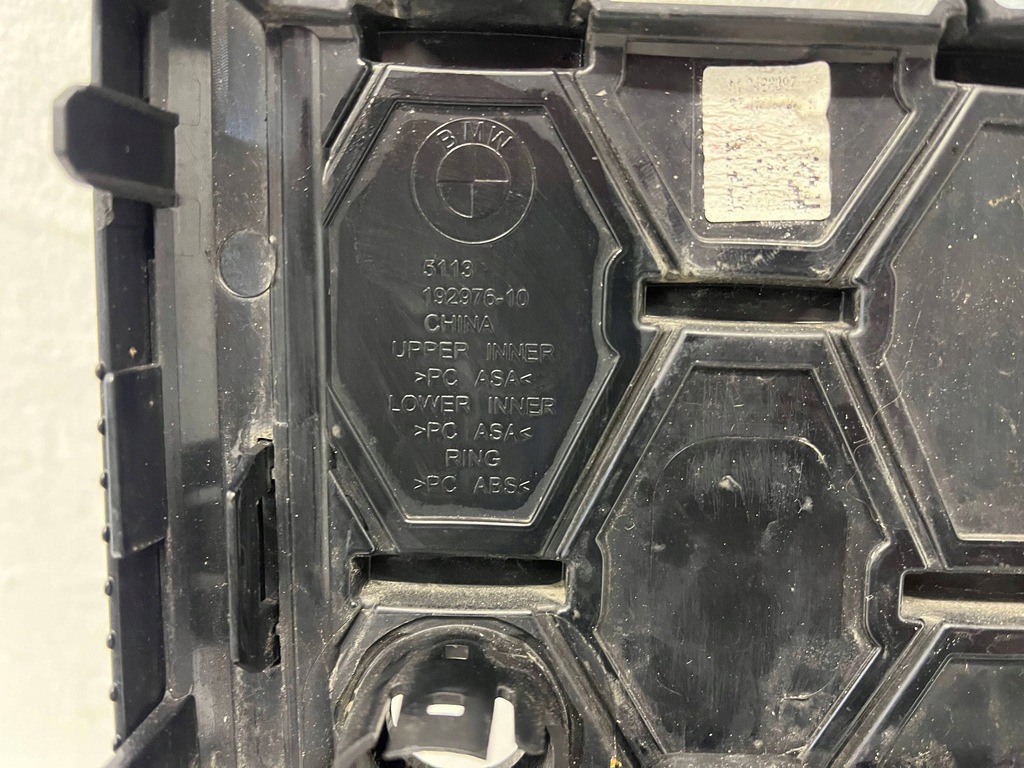 BMW
5113
192976-10
CHINA
UPPER INNER
>PC ASA<
LOWER INNER
>PC ASA<
RING
>PC ABS<